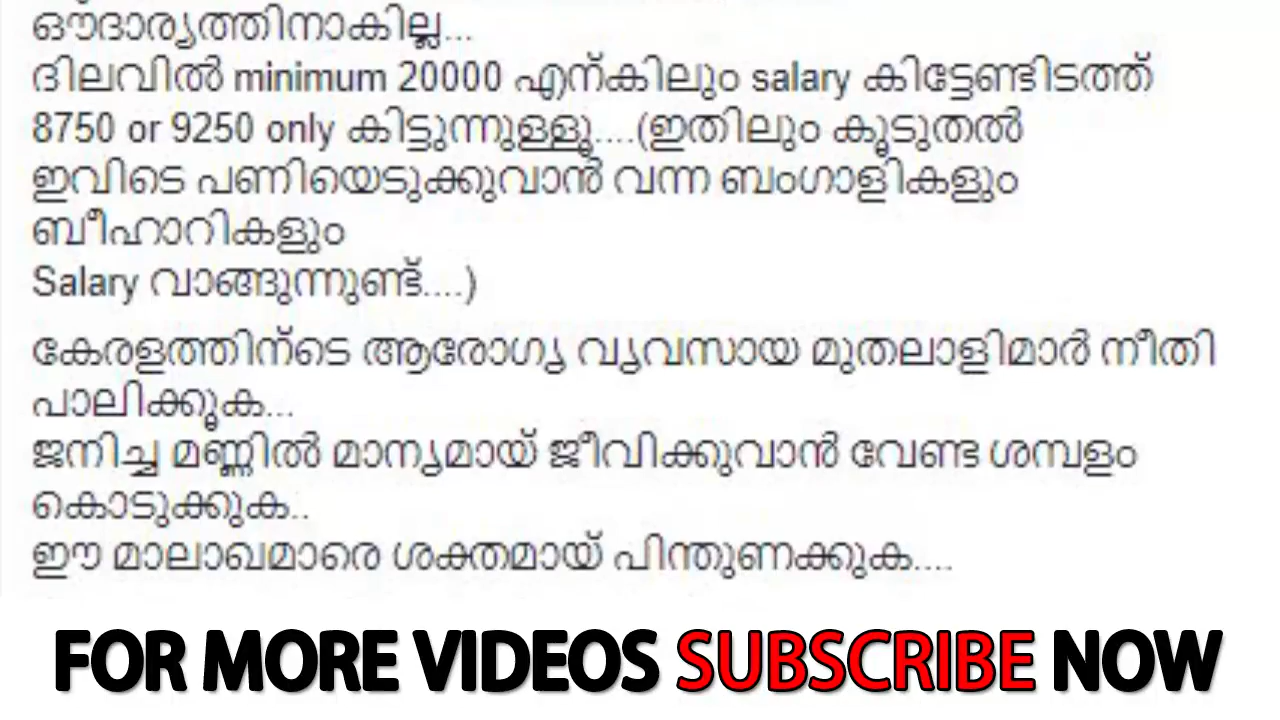 ഔദാര്യത്തിനാകില്ല...
ദിലവിൽ minimum 20000 എന്കിലും salary കിട്ടേണ്ടിടത്ത്
8750 or 9250 only കിട്ടുന്നുള്ളൂ....(ഇതിലും കൂടുതൽ
ഇവിടെ പണിയെടുക്കുവാൻ വന്ന ബംഗാളികളും
ബീഹാറികളും
Salary വാങ്ങുന്നുണ്ട്....)
കേരളത്തിന്ടെ ആരോഗ്യ വ്യവസായ മുതലാളിമാർ നീതി
പാലിക്കൂക...
ജനിച്ച മണ്ണിൽ മാന്യമായ് ജീവിക്കുവാൻ വേണ്ട ശമ്പളം
കൊടുക്കുക..
ഈ മാലാഖമാരെ ശക്തമായ് പിന്തുണക്കുക....
FOR MORE VIDEOS SUBSCRIBE NOW